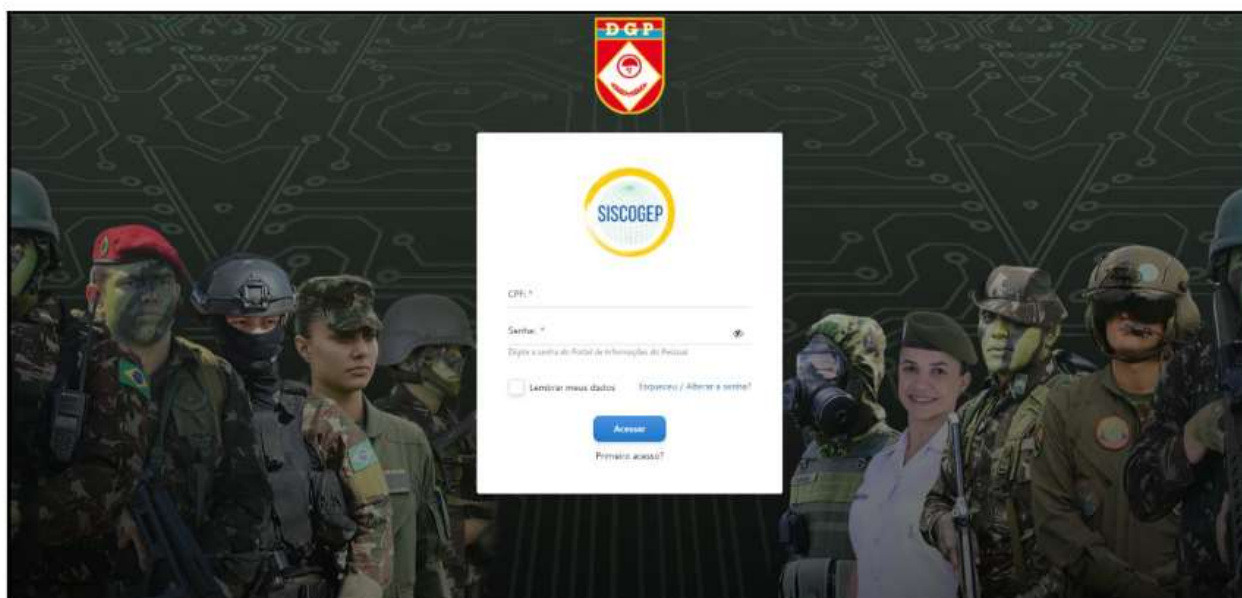 DGP
SISCOGEP
CPF: *
Senha: *
Digite a senha do Portal de Informações do Pessoal
Lembrar meus dados
Esqueceu / Alterar a senha?
Acessar
Primeiro acesso?